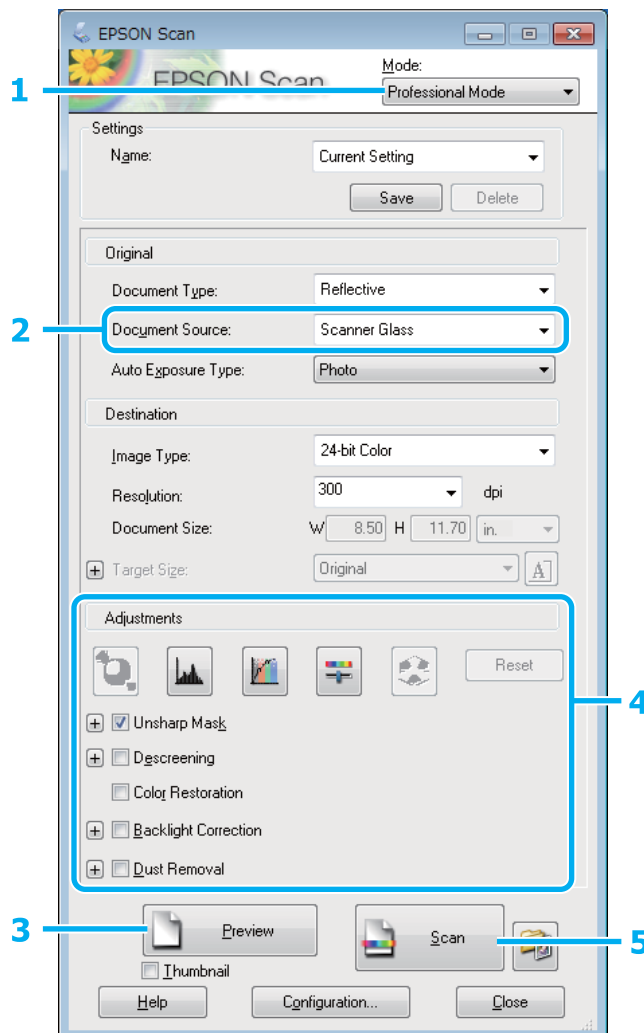 EPSON Scan
EPSON Scan
Mode:
1
Professional Mode
Settings
Name: Current Setting
Save Delete
Original
Document Type: Reflective
2 Document Source: Scanner Glass
Auto Exposure Type: Photo
Destination
Image Type: 24-bit Color
Resolution: 300 dpi
Document Size: W 8.50 H 11.70 in.
Target Size: Original A
Adjustments
Reset
4
Unsharp Mask
Descreening
Color Restoration
Backlight Correction
Dust Removal
3 Preview Scan 5
Thumbnail
Help Configuration... Close